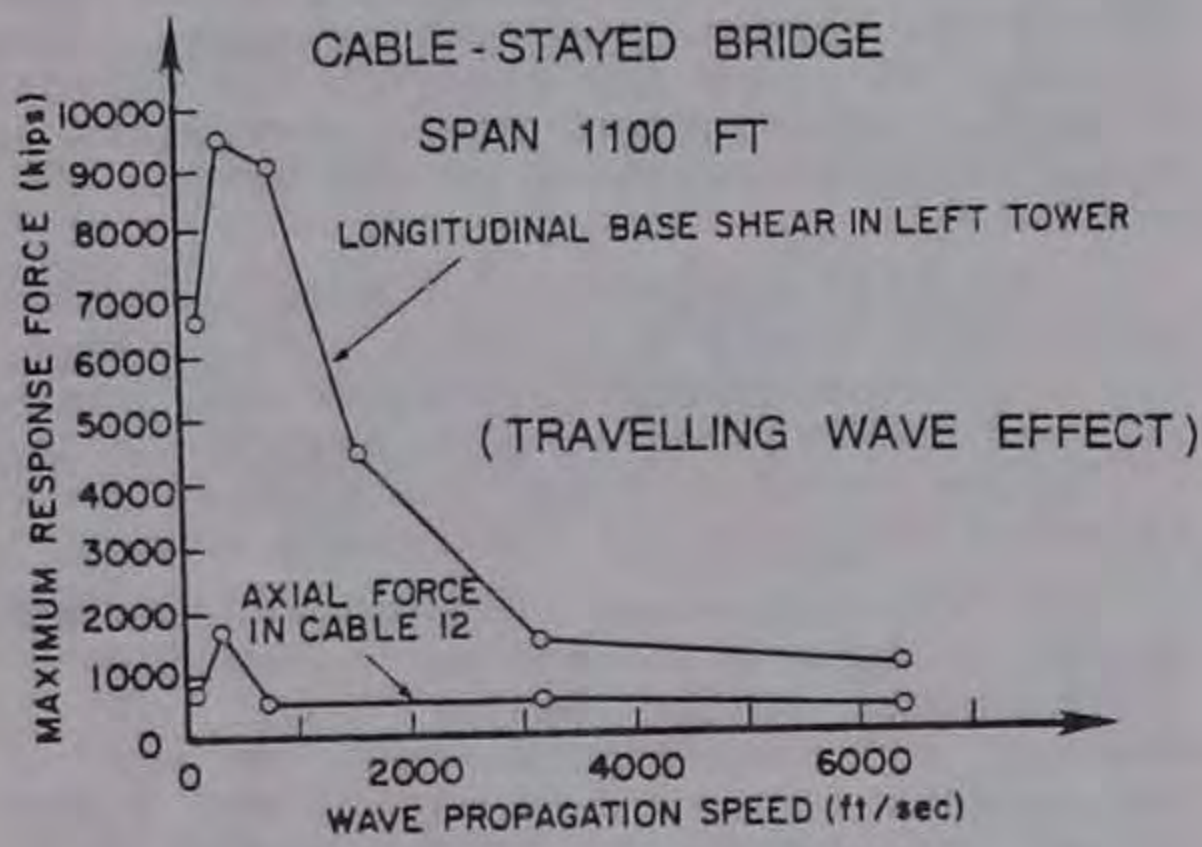 CABLE - STAYED BRIDGE
SPAN 1100 FT
LONGITUDINAL BASE SHEAR IN LEFT TOWER
(TRAVELLING WAVE EFFECT)
AXIAL FORCE
IN CABLE 12
MAXIMUM RESPONSE FORCE (kips)
10000
9000
8000
7000
6000
5000
4000
3000
2000
1000
0
0 2000 4000 6000
WAVE PROPAGATION SPEED (ft/sec)